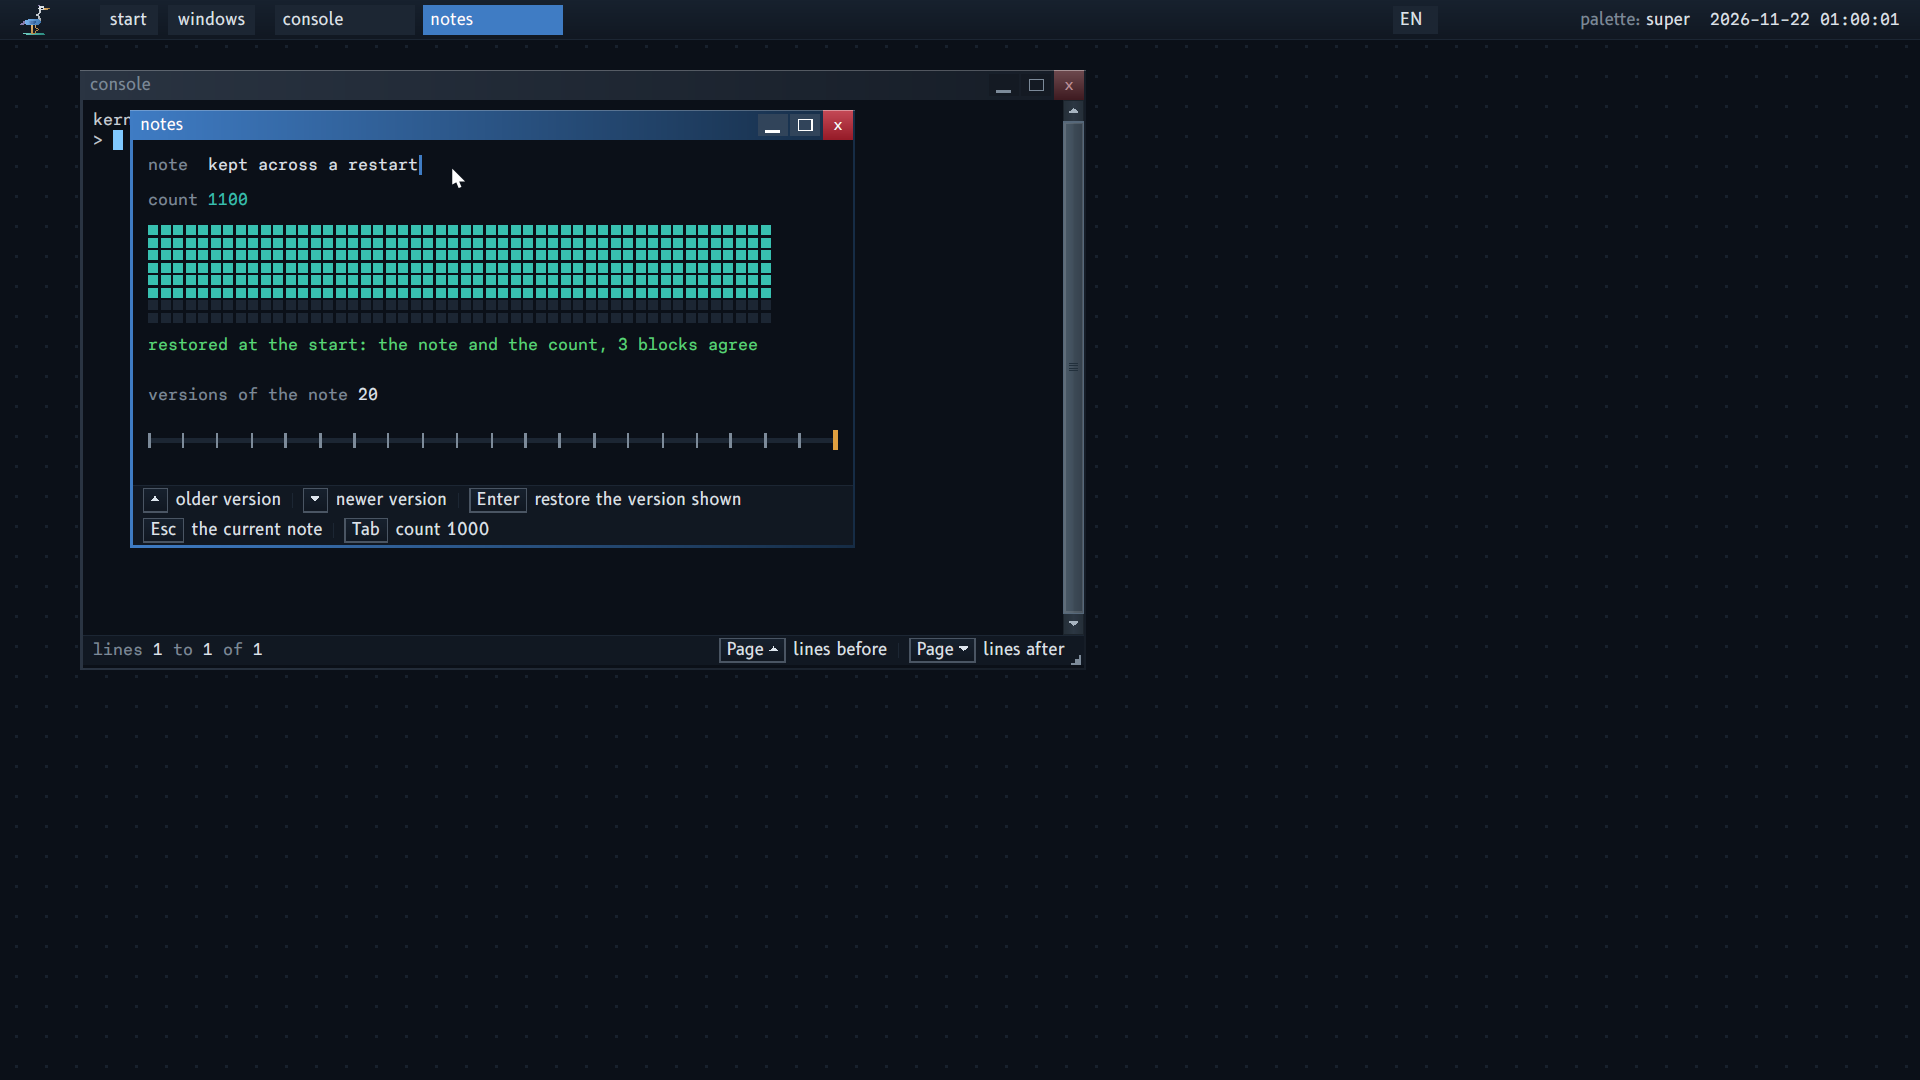 start windows console notes EN palette: super 2026-11-22 01:00:01
console x
kern
>
notes x
note kept across a restart
count 1100
restored at the start: the note and the count, 3 blocks agree
versions of the note 20
older version newer version Enter restore the version shown
Esc the current note Tab count 1000
lines 1 to 1 of 1 Page lines before Page lines after